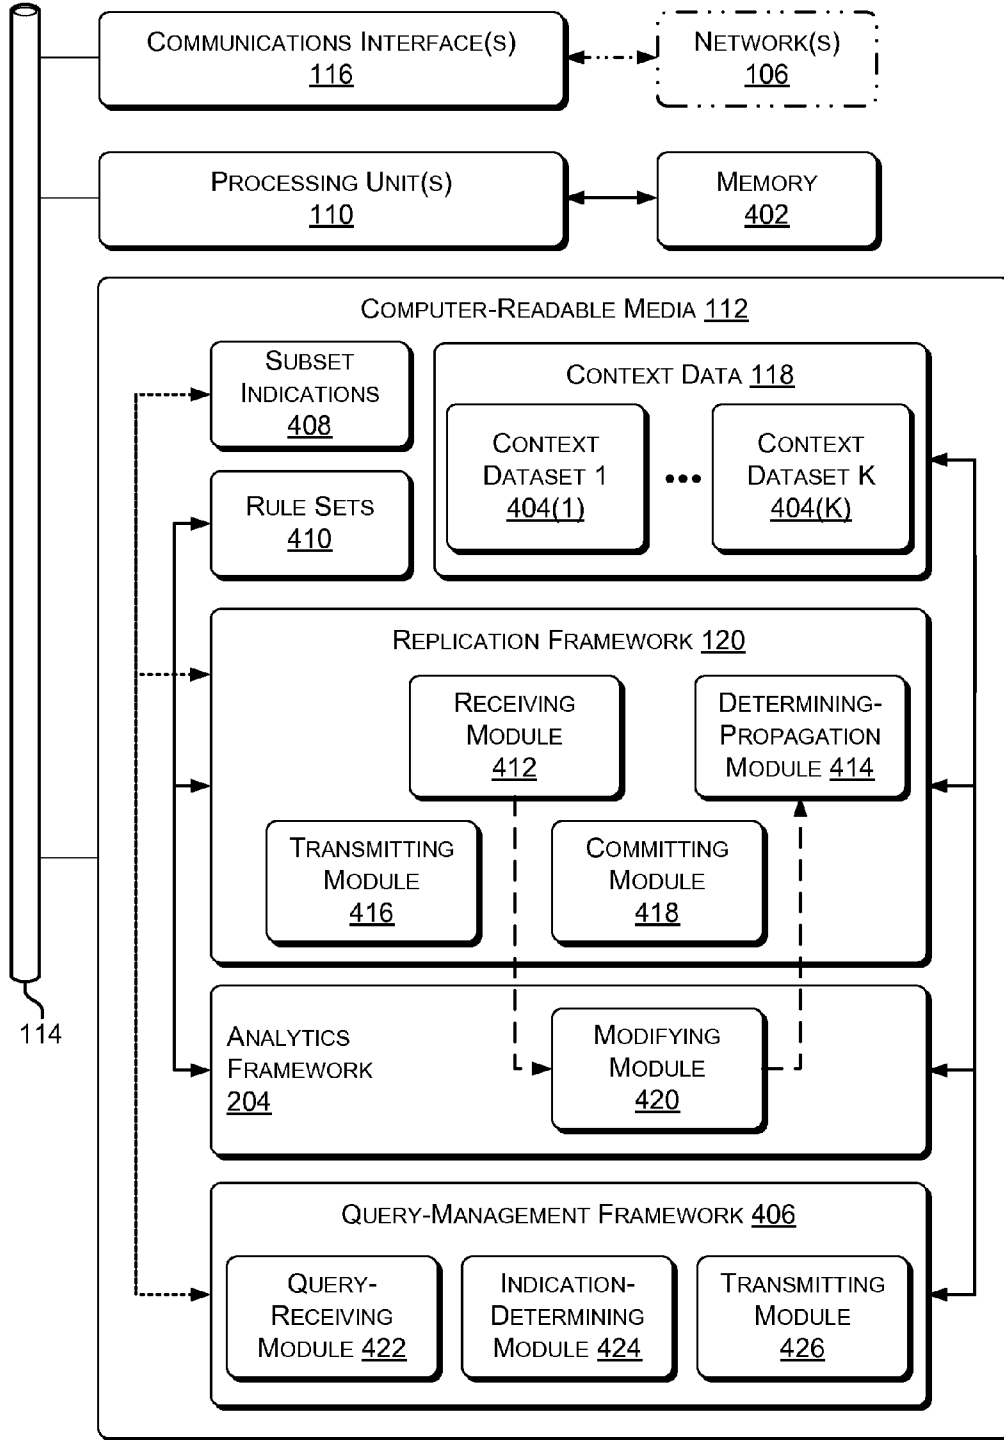 COMMUNICATIONS INTERFACE(S)
116
NETWORK(S)
106
PROCESSING UNIT(S)
110
MEMORY
402
COMPUTER-READABLE MEDIA 112
SUBSET
INDICATIONS
408
CONTEXT DATA 118
CONTEXT
DATASET 1
404(1)
•••
CONTEXT
DATASET K
404(K)
RULE SETS
410
REPLICATION FRAMEWORK 120
RECEIVING
MODULE
412
DETERMINING-
PROPAGATION
MODULE 414
TRANSMITTING
MODULE
416
COMMITTING
MODULE
418
114
ANALYTICS
FRAMEWORK
204
MODIFYING
MODULE
420
QUERY-MANAGEMENT FRAMEWORK 406
QUERY-
RECEIVING
MODULE 422
INDICATION-
DETERMINING
MODULE 424
TRANSMITTING
MODULE
426